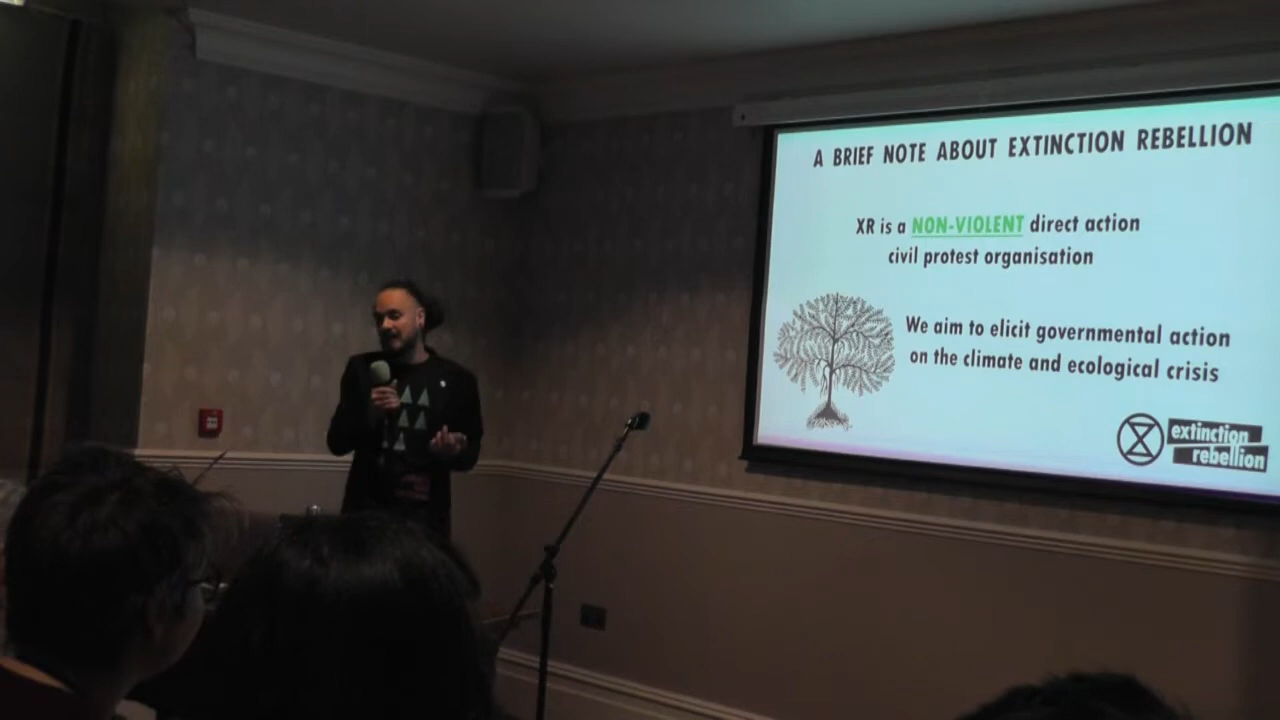 A BRIEF NOTE ABOUT EXTINCTION REBELLION
XR is a NON-VIOLENT direct action
civil protest organisation
We aim to elicit governmental action
on the climate and ecological crisis
extinction
rebellion